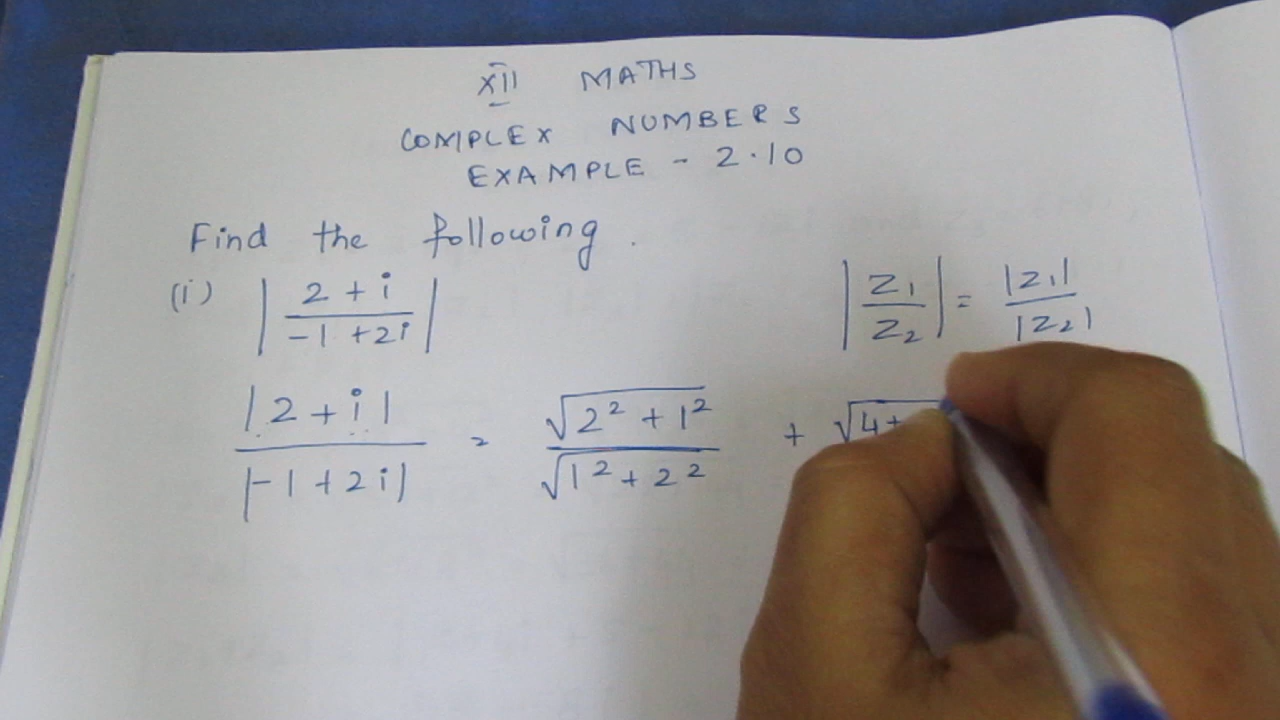 XII MATHS
COMPLEX NUMBERS
EXAMPLE - 2.10
Find the following.
(i) |(2 + i)/(-1 + 2i)| |z₁/z₂| = |z₁|/|z₂|
|2 + i|/|-1 + 2i| = √(2² + 1²)/√(1² + 2²) + √4+